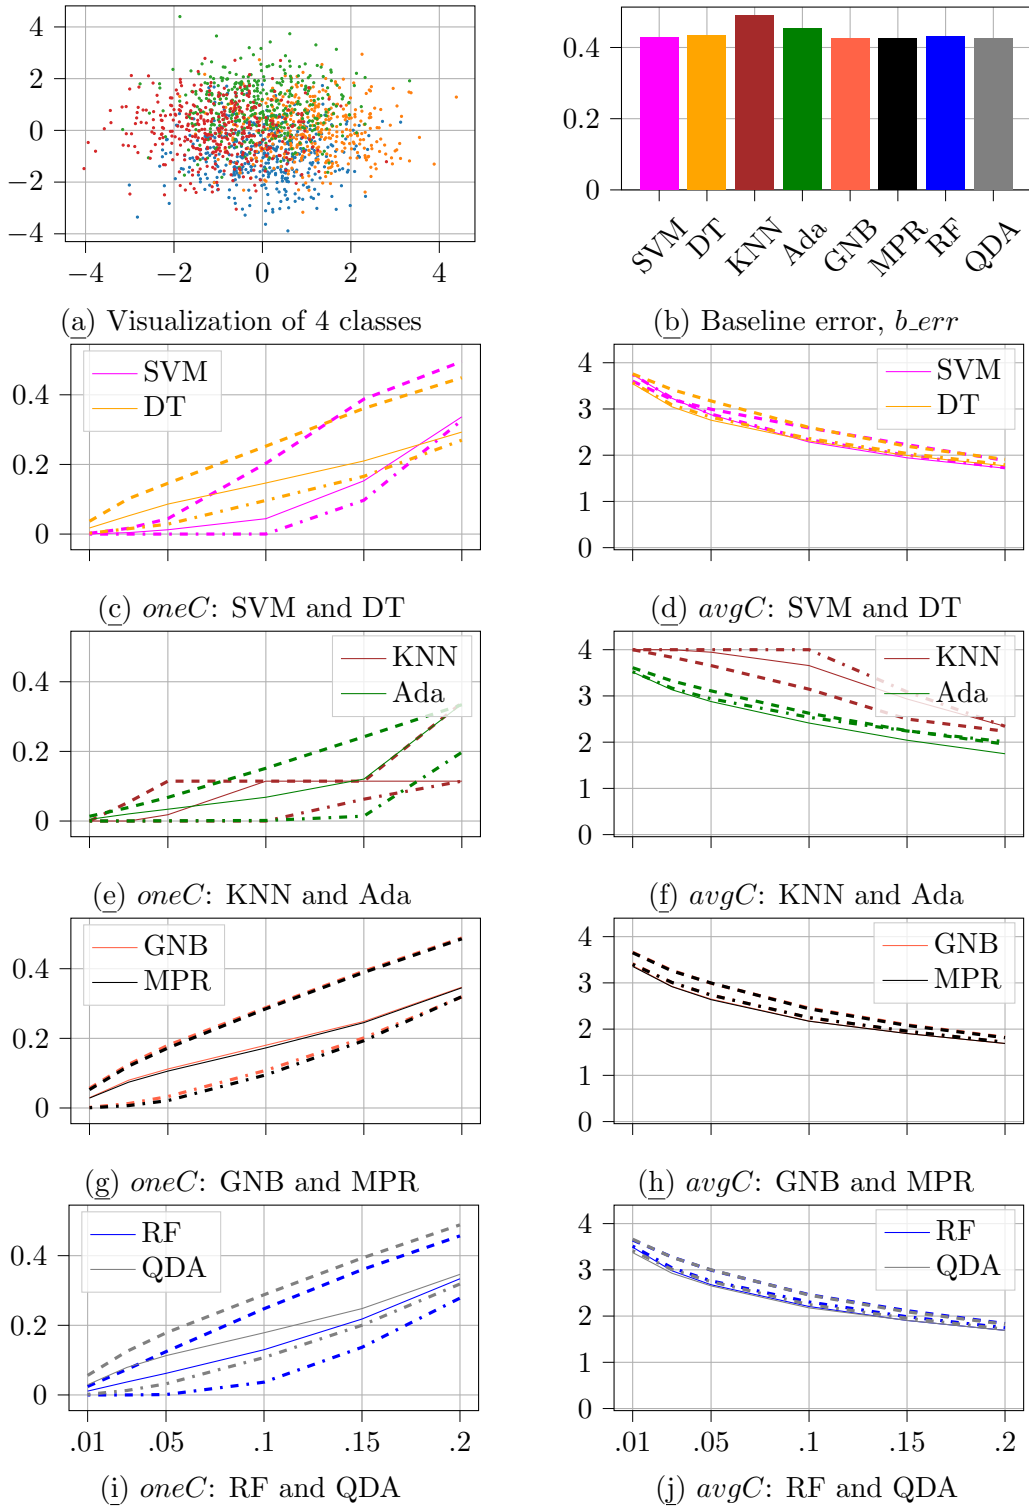 4
2
0
−2
−4
−4
−2
0
2
4
(a) Visualization of 4 classes
0.4
0.2
0
SVM
DT
KNN
Ada
GNB
MPR
RF
QDA
(b) Baseline error, b_err
0.4
0.2
0
SVM
DT
(c) oneC: SVM and DT
4
3
2
1
0
SVM
DT
(d) avgC: SVM and DT
0.4
0.2
0
KNN
Ada
(e) oneC: KNN and Ada
4
3
2
1
0
KNN
Ada
(f) avgC: KNN and Ada
0.4
0.2
0
GNB
MPR
(g) oneC: GNB and MPR
4
3
2
1
0
GNB
MPR
(h) avgC: GNB and MPR
0.4
0.2
0
RF
QDA
.01 .05 .1 .15 .2
(i) oneC: RF and QDA
4
3
2
1
0
RF
QDA
.01 .05 .1 .15 .2
(j) avgC: RF and QDA